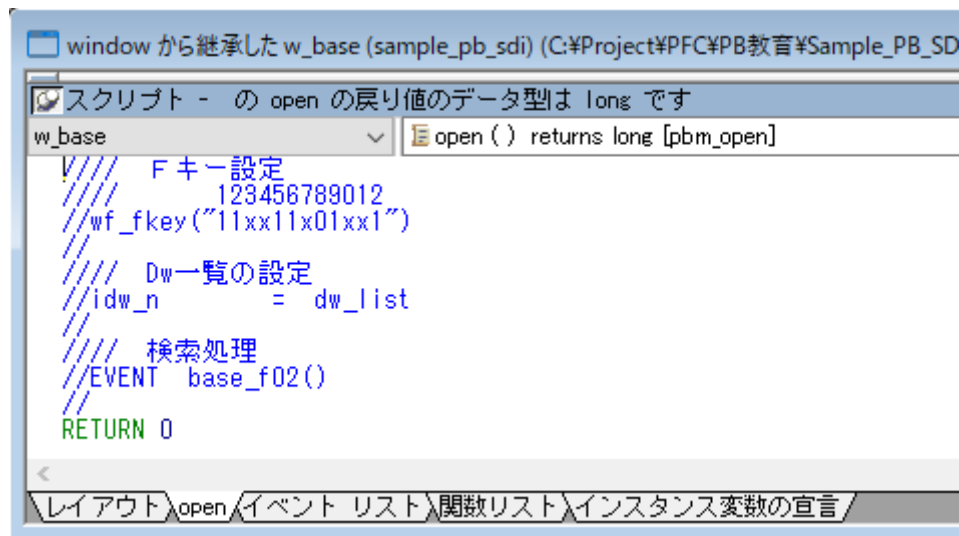 window から継承した w_base (sample_pb_sdi) (C:¥Project¥PFC¥PB教育¥Sample_PB_SD
スクリプト -   の open の戻り値のデータ型は long です
w_base
open ( ) returns long [pbm_open]
////  Fキー設定
////      123456789012
//wf_fkey("11xx11x01xx1")
//
////  Dw一覧の設定
//idw_n       =  dw_list
//
////  検索処理
//EVENT  base_f02()
//
RETURN 0
レイアウト open イベント リスト 関数リスト インスタンス変数の宣言